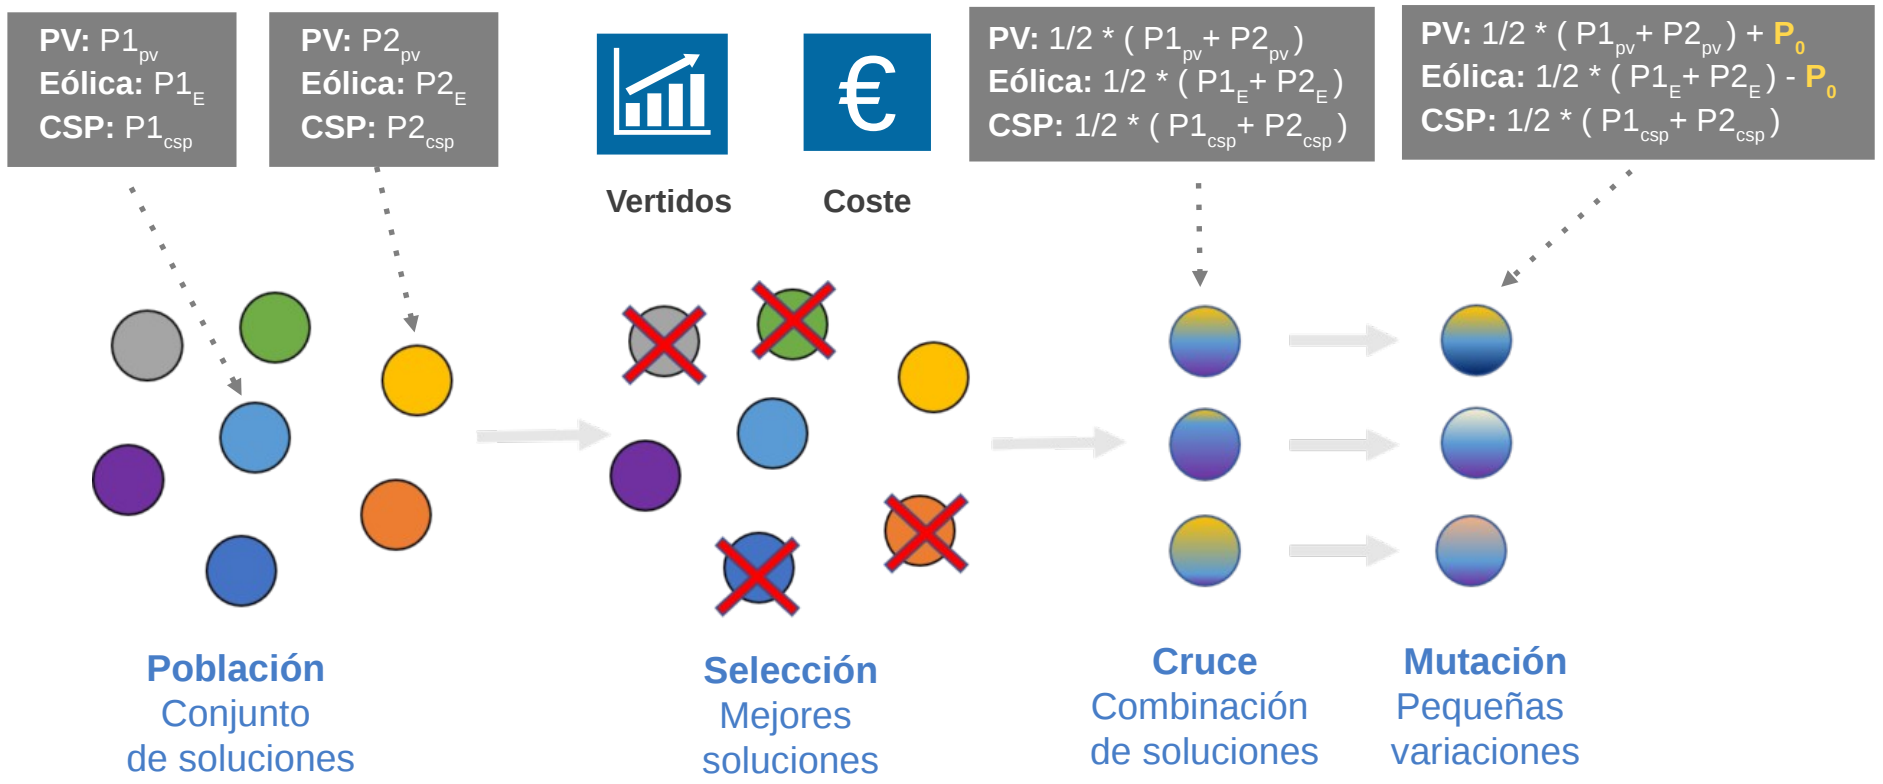 PV: P1pv
Eólica: P1E
CSP: P1csp
PV: P2pv
Eólica: P2E
CSP: P2csp
€
Vertidos
Coste
PV: 1/2 * ( P1pv+ P2pv )
Eólica: 1/2 * ( P1E+ P2E )
CSP: 1/2 * ( P1csp+ P2csp )
PV: 1/2 * ( P1pv+ P2pv ) + P0
Eólica: 1/2 * ( P1E+ P2E ) - P0
CSP: 1/2 * ( P1csp+ P2csp )
Población
Conjunto
de soluciones
Selección
Mejores
soluciones
Cruce
Combinación
de soluciones
Mutación
Pequeñas
variaciones